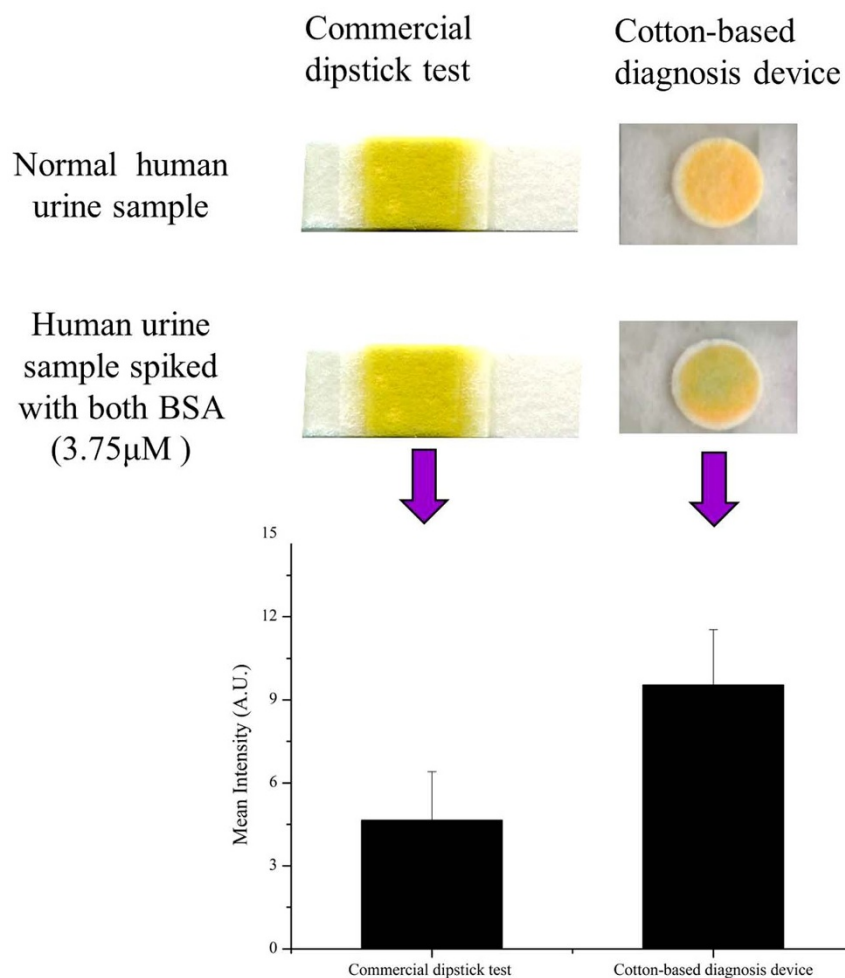 Commercial
dipstick test
Cotton-based
diagnosis device
Normal human
urine sample
Human urine
sample spiked
with both BSA
(3.75μM )
15
12
9
6
3
0
Mean Intensity (A.U.)
Commercial dipstick test
Cotton-based diagnosis device